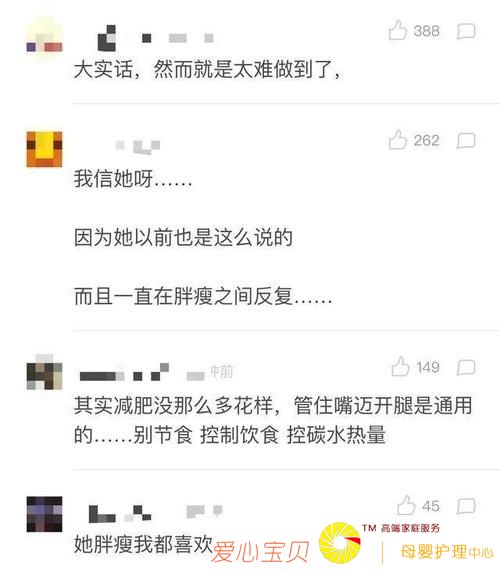 388
大实话，然而就是太难做到了，
262
我信她呀……
因为她以前也是这么说的
而且一直在胖瘦之间反复……
149
钟前
其实减肥没那么多花样，管住嘴迈开腿是通用
的……别节食 控制饮食 控碳水热量
45
她胖瘦我都喜欢
爱心宝贝
TM 高端家庭服务
母婴护理中心